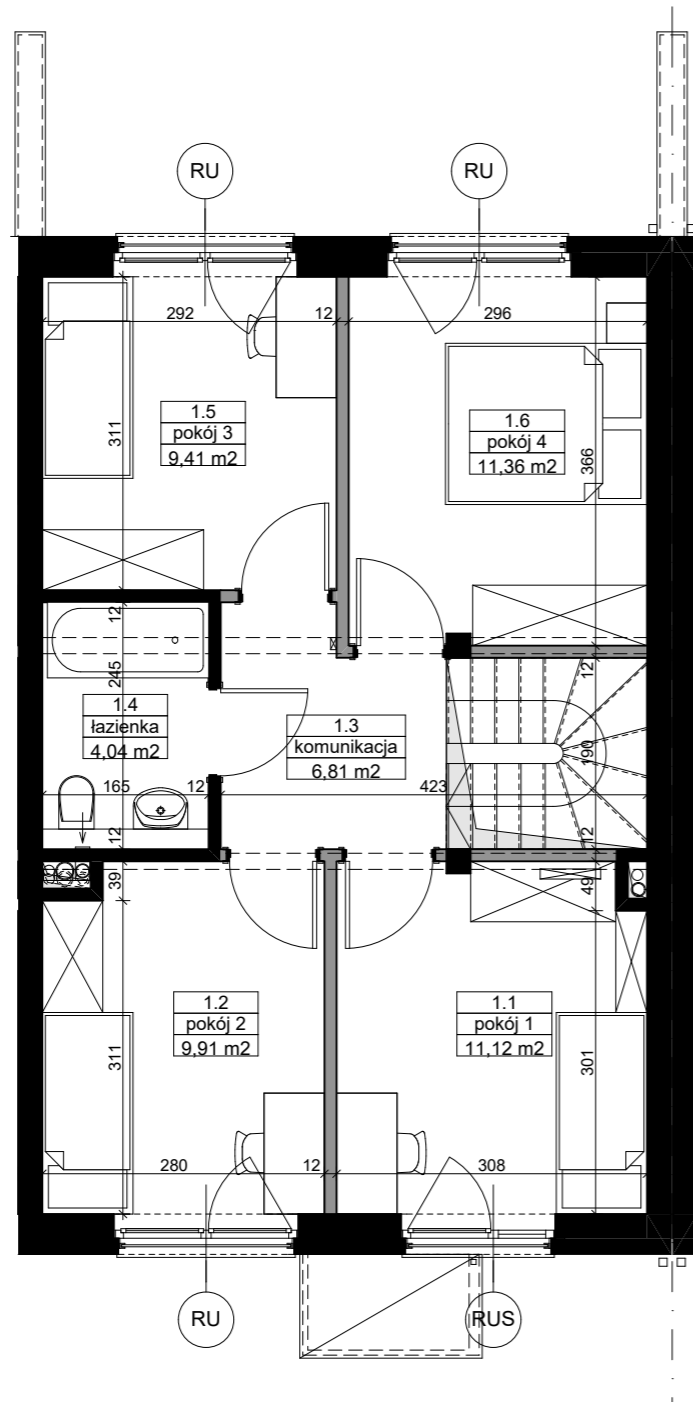 RU
RU
292
12
296
1.5
pokój 3
9,41 m2
311
1.6
pokój 4
11,36 m2
366
12
245
1.4
łazienka
4,04 m2
1.3
komunikacja
6,81 m2
12
190
165
12
423
12
12
39
49
1.2
pokój 2
9,91 m2
1.1
pokój 1
11,12 m2
311
301
280
12
308
RU
RUS